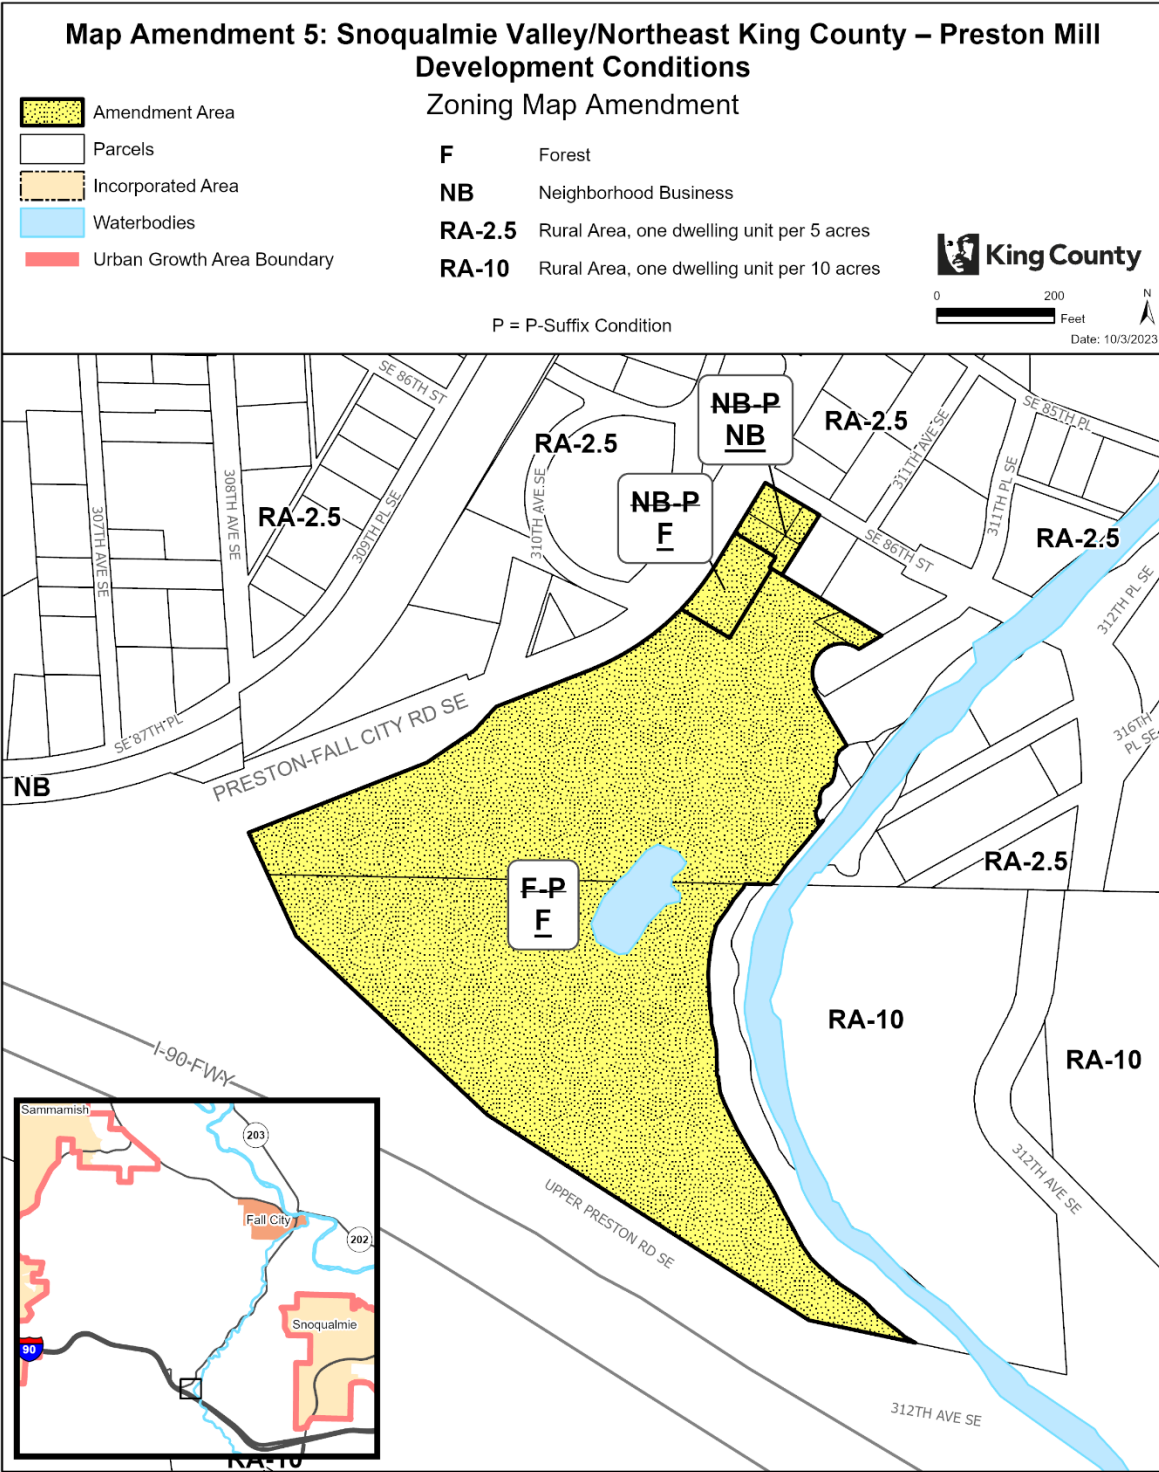 Map Amendment 5: Snoqualmie Valley/Northeast King County – Preston Mill
Development Conditions
Zoning Map Amendment
Amendment Area
Parcels
Incorporated Area
Waterbodies
Urban Growth Area Boundary
F Forest
NB Neighborhood Business
RA-2.5 Rural Area, one dwelling unit per 5 acres
RA-10 Rural Area, one dwelling unit per 10 acres
P = P-Suffix Condition
King County
0 200
Feet
N
Date: 10/3/2023
SE 86TH ST
NB-P
NB
RA-2.5
SE 85TH PL
RA-2.5
311TH AVE SE
308TH AVE SE
310TH AVE SE
NB-P
F
311TH PL SE
RA-2.5
307TH AVE SE
309TH PL SE
SE 86TH ST
RA-2.5
312TH PL SE
SE 87TH PL
PRESTON-FALL CITY RD SE
316TH
PL SE
NB
RA-2.5
F-P
F
RA-10
RA-10
I-90 FWY
312TH AVE SE
UPPER PRESTON RD SE
312TH AVE SE
Sammamish
203
Fall City
202
Snoqualmie
90
RA-10